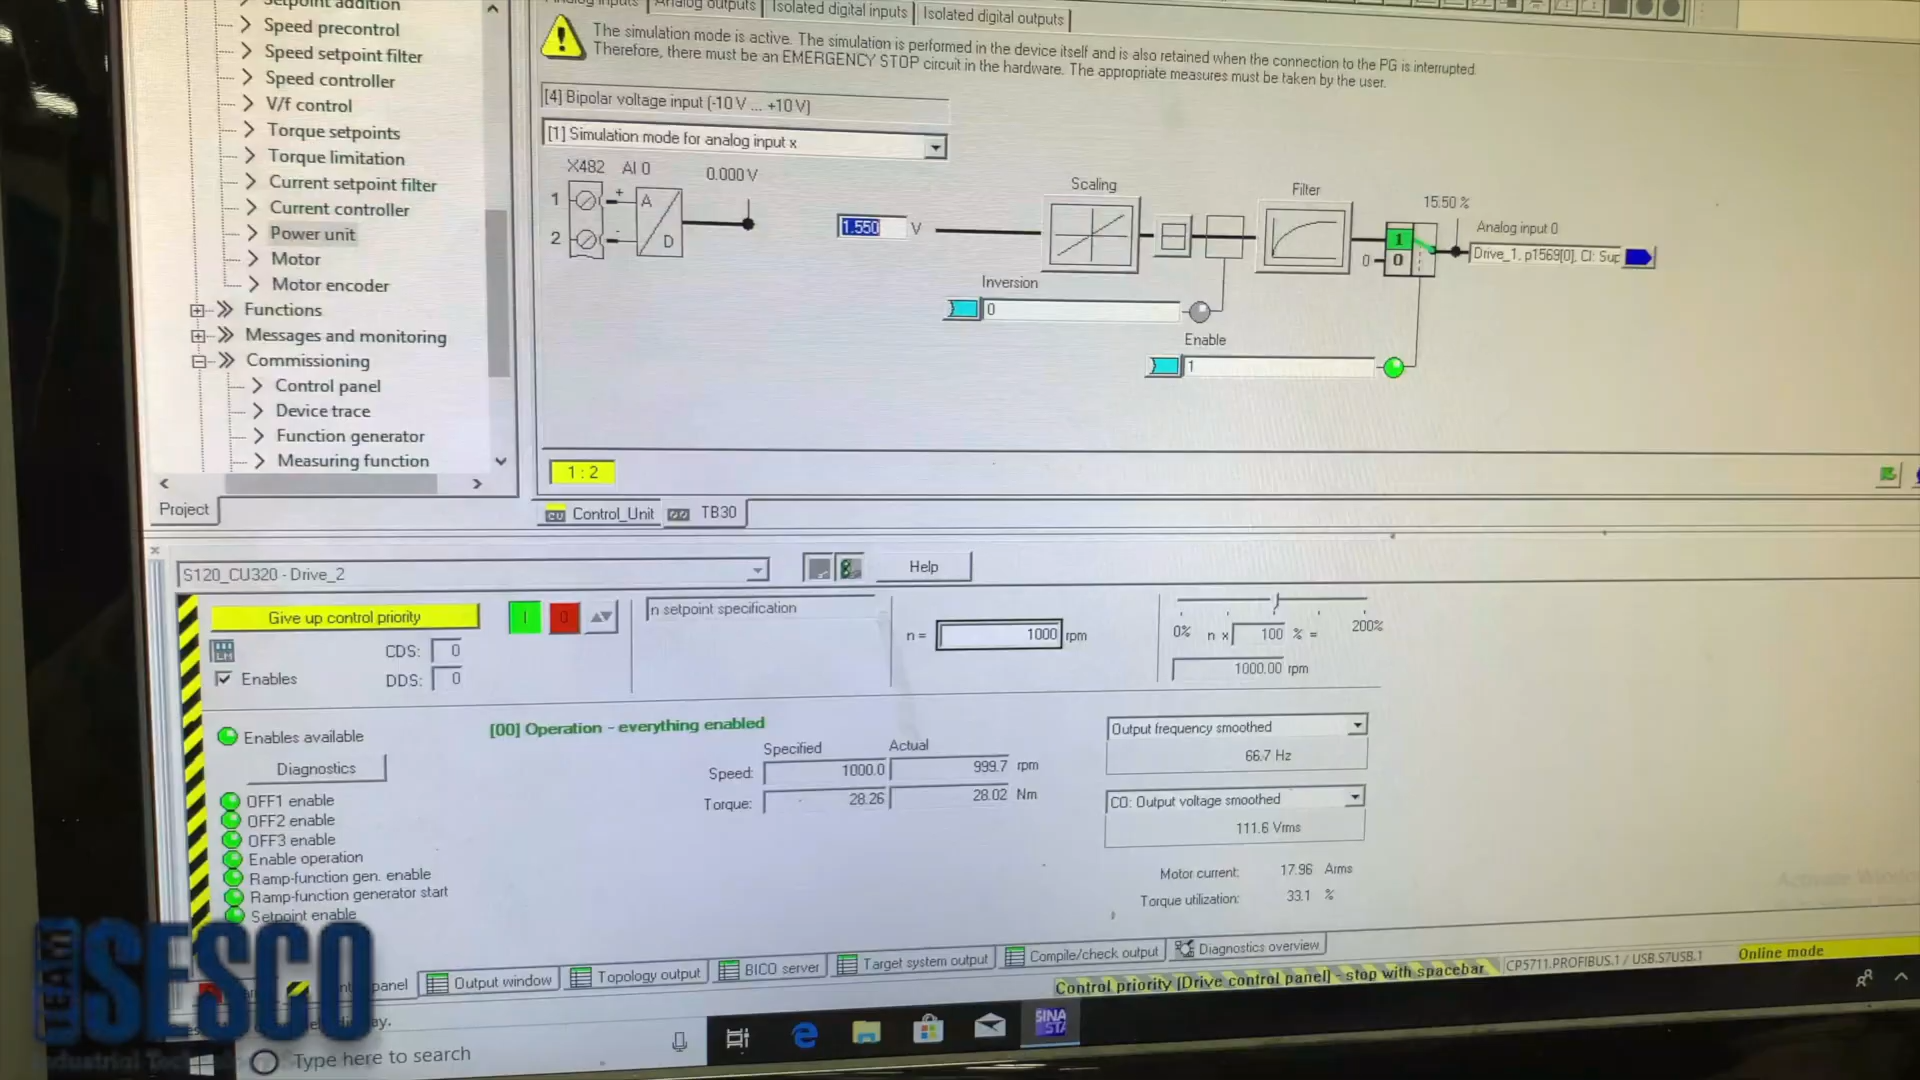 Setpoint addition
Speed precontrol
Speed setpoint filter
Speed controller
V/f control
Torque setpoints
Torque limitation
Current setpoint filter
Current controller
Power unit
Motor
Motor encoder
Functions
Messages and monitoring
Commissioning
Control panel
Device trace
Function generator
Measuring function
Project
Analog inputs Analog outputs Isolated digital inputs Isolated digital outputs
The simulation mode is active. The simulation is performed in the device itself and is also retained when the connection to the PG is interrupted.
Therefore, there must be an EMERGENCY STOP circuit in the hardware. The appropriate measures must be taken by the user.
[4] Bipolar voltage input (-10 V ... +10 V)
[1] Simulation mode for analog input x
X482 AI 0 0.000 V
1 + A
2 - D
1.550 V
Scaling
Filter
15.50 %
Analog input 0
1
0 0
Drive_1. p1569[0], CI: Sup
Inversion
0
Enable
1
1 : 2
CU Control_Unit TB30
S120_CU320 - Drive_2
Help
Give up control priority
I 0
n setpoint specification
n = 1000 rpm
0% n x 100 % = 200%
1000.00 rpm
LM
CDS: 0
Enables DDS: 0
Enables available
[00] Operation - everything enabled
Diagnostics
Specified Actual
Speed: 1000.0 999.7 rpm
Torque: 28.26 28.02 Nm
Output frequency smoothed
66.7 Hz
CO: Output voltage smoothed
111.6 Vrms
Motor current: 17.96 Arms
Torque utilization: 33.1 %
OFF1 enable
OFF2 enable
OFF3 enable
Enable operation
Ramp-function gen. enable
Ramp-function generator start
Setpoint enable
panel Output window Topology output BICO server Target system output Compile/check output Diagnostics overview
Control priority (Drive control panel) - stop with spacebar CP5711.PROFIBUS.1 / USB.S7USB.1 Online mode
Type here to search
SINA
STA
TEAM SESCO